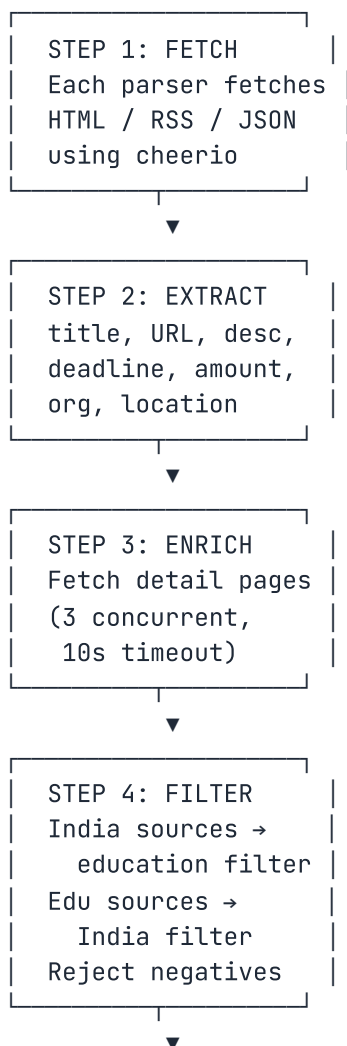 STEP 1: FETCH
Each parser fetches
HTML / RSS / JSON
using cheerio
▼
STEP 2: EXTRACT
title, URL, desc,
deadline, amount,
org, location
▼
STEP 3: ENRICH
Fetch detail pages
(3 concurrent,
10s timeout)
▼
STEP 4: FILTER
India sources →
education filter
Edu sources →
India filter
Reject negatives
▼